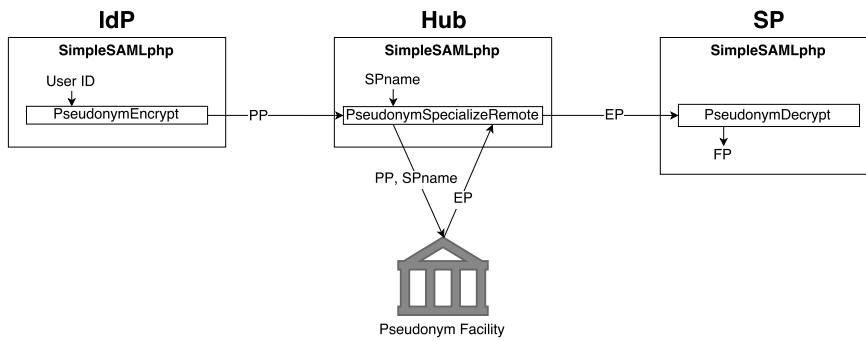 IdP
Hub
SP
SimpleSAMLphp
SimpleSAMLphp
SimpleSAMLphp
User ID
SPname
PseudonymEncrypt
PP
PseudonymSpecializeRemote
EP
PseudonymDecrypt
FP
PP, SPname
EP
Pseudonym Facility